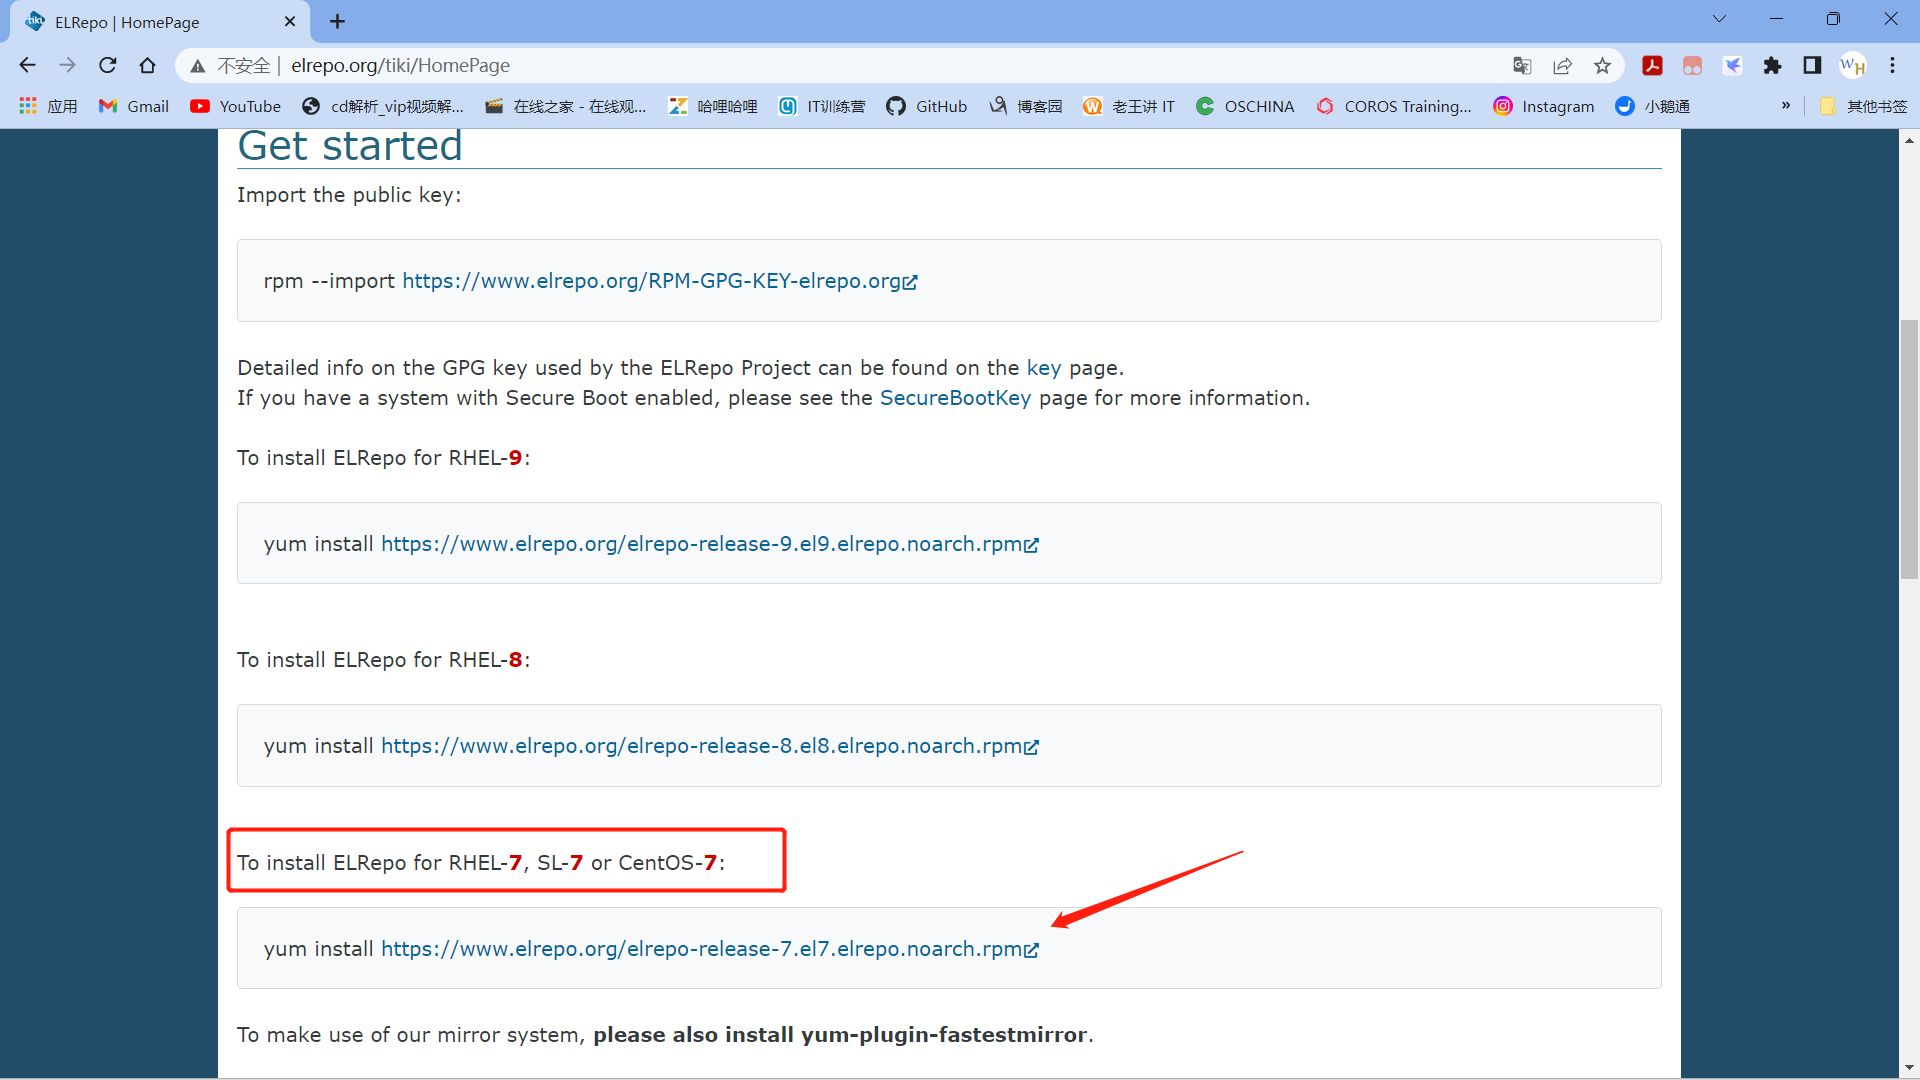 ELRepo | HomePage
不安全 | elrepo.org/tiki/HomePage
应用 Gmail YouTube cd解析_vip视频解... 在线之家 - 在线观... 哈哩哈哩 IT训练营 GitHub 博客园 老王讲 IT OSCHINA COROS Training... Instagram 小鹅通 » 其他书签
Get started
Import the public key:
rpm --import https://www.elrepo.org/RPM-GPG-KEY-elrepo.org
Detailed info on the GPG key used by the ELRepo Project can be found on the key page.
If you have a system with Secure Boot enabled, please see the SecureBootKey page for more information.
To install ELRepo for RHEL-9:
yum install https://www.elrepo.org/elrepo-release-9.el9.elrepo.noarch.rpm
To install ELRepo for RHEL-8:
yum install https://www.elrepo.org/elrepo-release-8.el8.elrepo.noarch.rpm
To install ELRepo for RHEL-7, SL-7 or CentOS-7:
yum install https://www.elrepo.org/elrepo-release-7.el7.elrepo.noarch.rpm
To make use of our mirror system, please also install yum-plugin-fastestmirror.